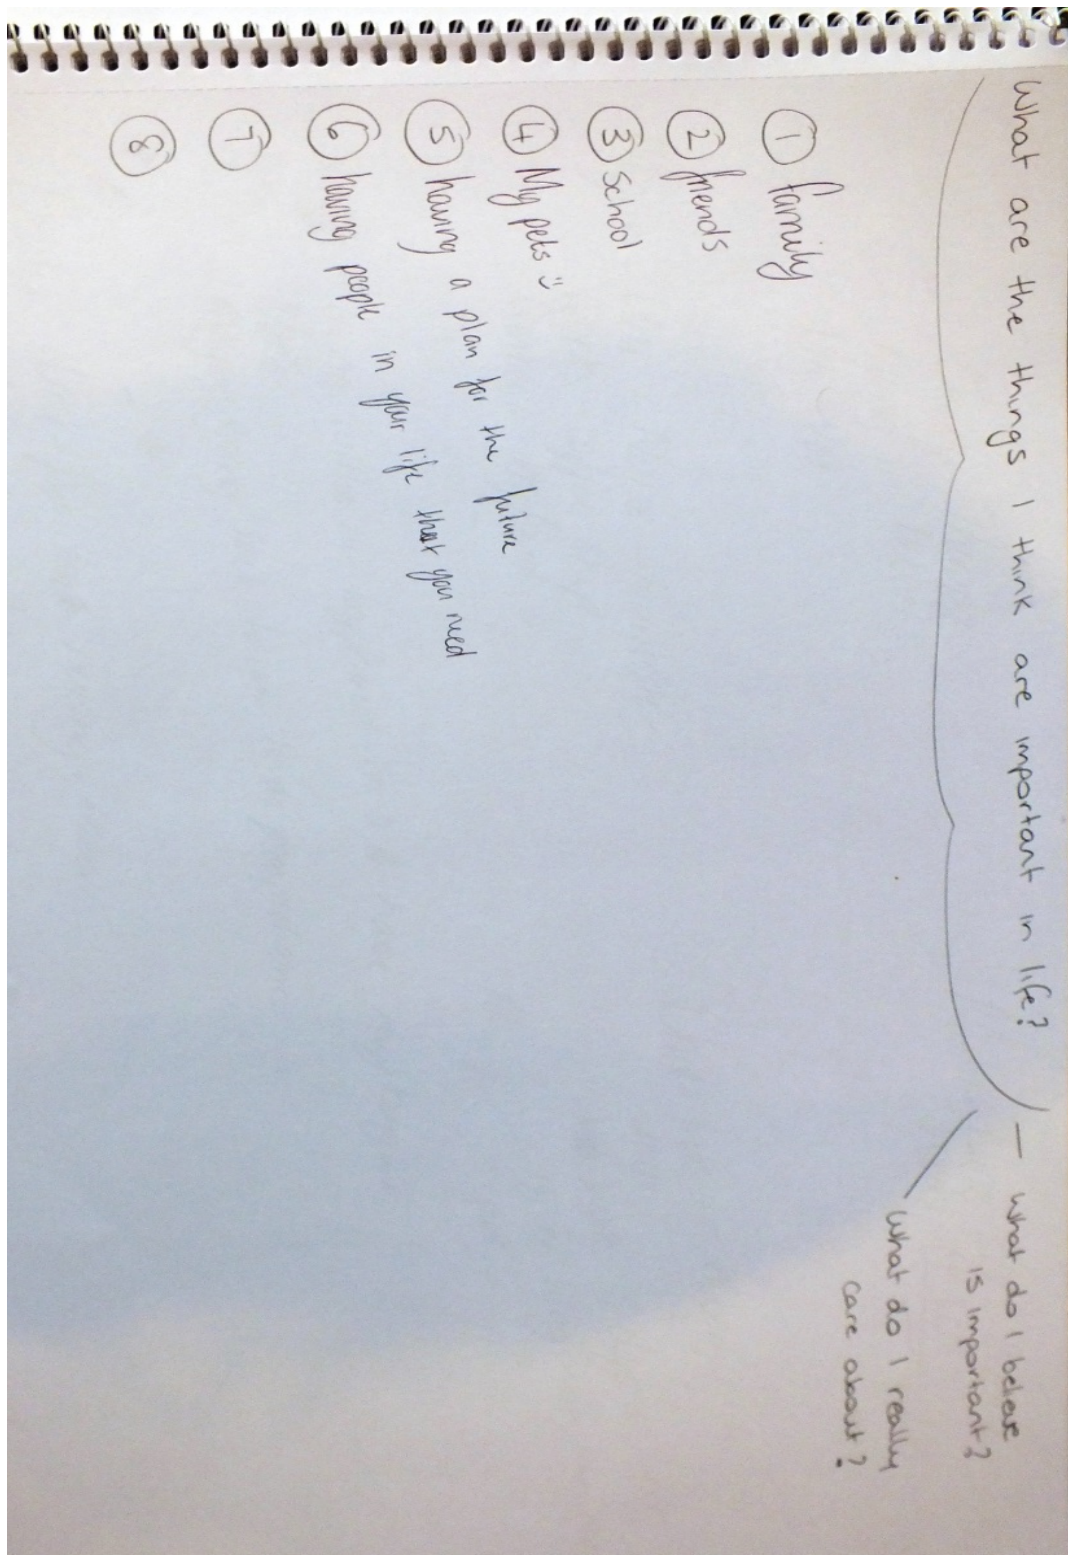 What are the things I think are important in life? — What do I believe
is important?
What do I really
care about?
① family
② friends
③ school
④ My pets :)
⑤ having a plan for the future
⑥ having people in your life that you need
⑦
⑧